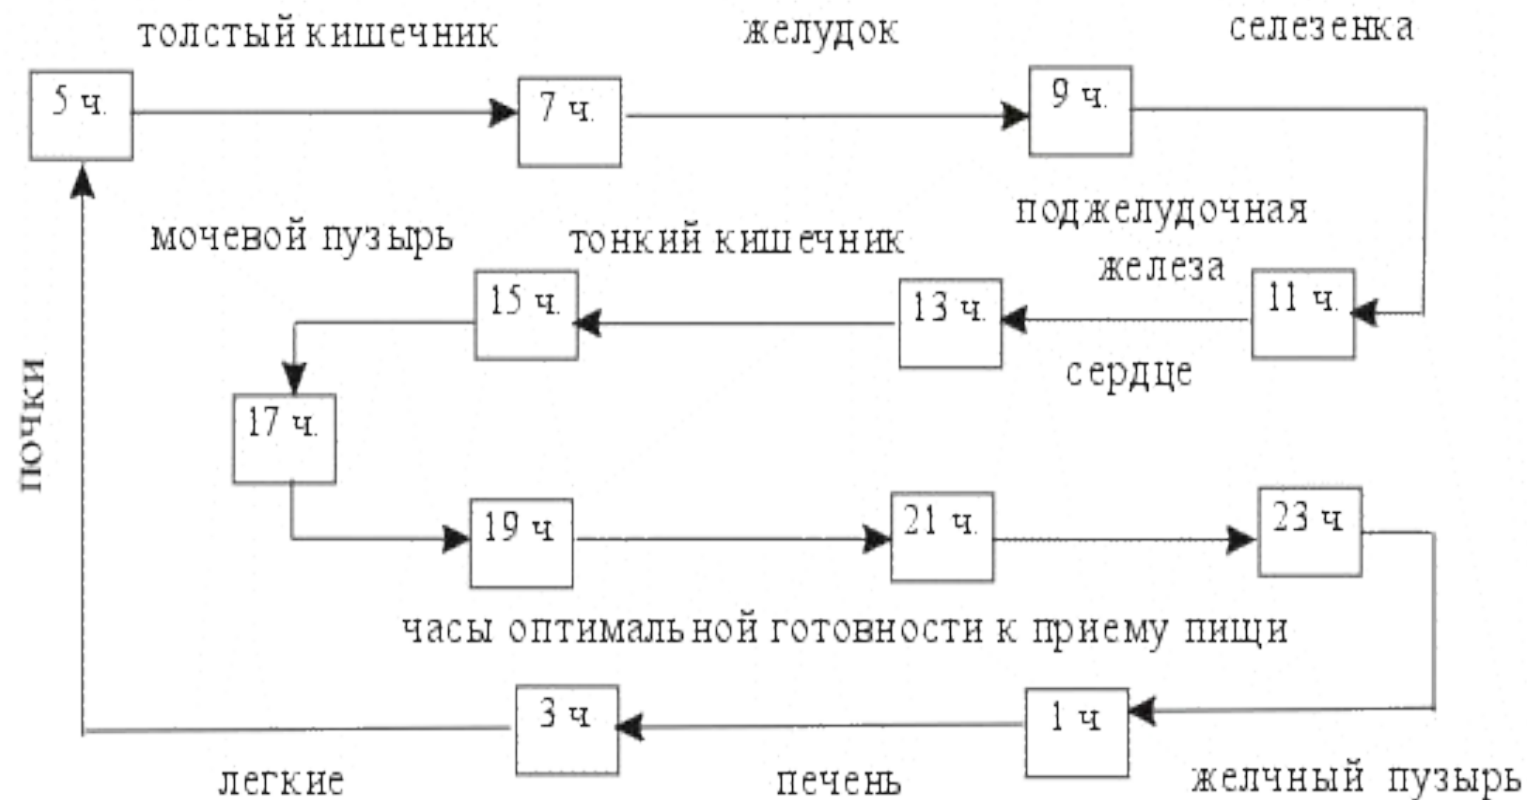 толстый кишечник
желудок
селезенка
5 ч.
7 ч.
9 ч.
мочевой пузырь
тонкий кишечник
поджелудочная
железа
15 ч.
13 ч.
11 ч.
сердце
почки
17 ч.
19 ч
21 ч.
23 ч
часы оптимальной готовности к приему пищи
3 ч
1 ч
легкие
печень
желчный пузырь